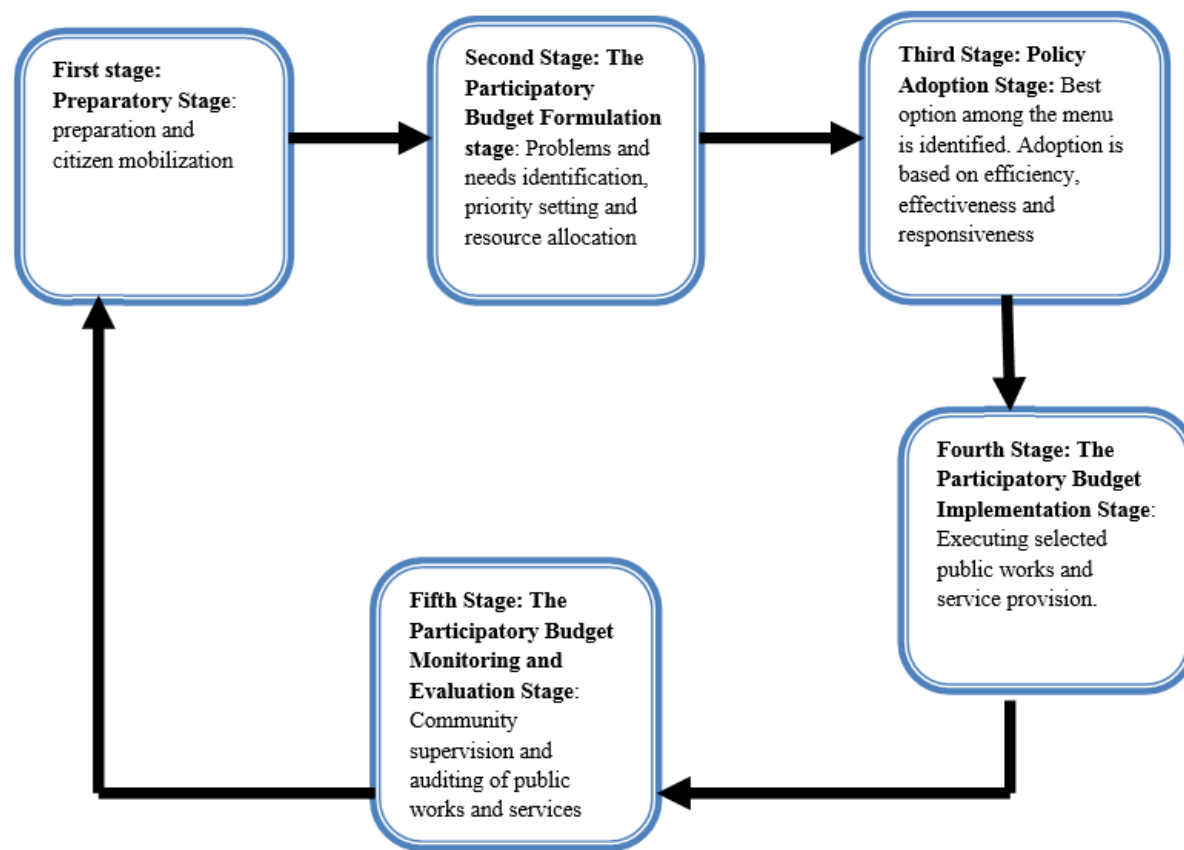 First stage:
Preparatory Stage:
preparation and
citizen mobilization
Second Stage: The
Participatory
Budget Formulation
stage: Problems and
needs identification,
priority setting and
resource allocation
Third Stage: Policy
Adoption Stage: Best
option among the menu
is identified. Adoption is
based on efficiency,
effectiveness and
responsiveness
Fourth Stage: The
Participatory Budget
Implementation Stage:
Executing selected
public works and
service provision.
Fifth Stage: The
Participatory Budget
Monitoring and
Evaluation Stage:
Community
supervision and
auditing of public
works and services